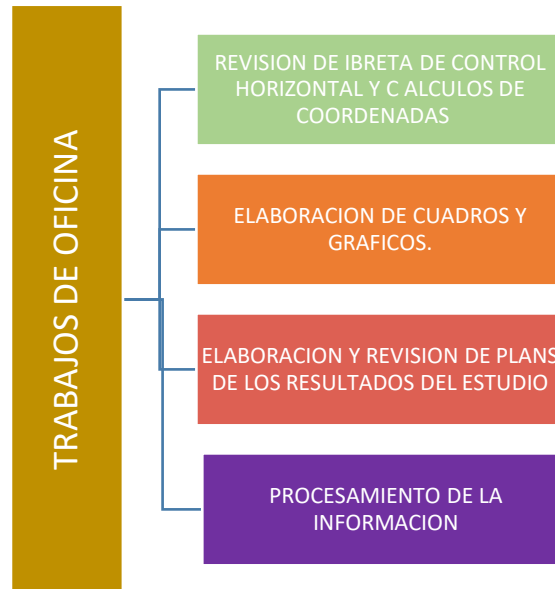 TRABAJOS DE OFICINA
REVISION DE IBRETA DE CONTROL
HORIZONTAL Y C ALCULOS DE
COORDENADAS
ELABORACION DE CUADROS Y
GRAFICOS.
ELABORACION Y REVISION DE PLANS
DE LOS RESULTADOS DEL ESTUDIO
PROCESAMIENTO DE LA
INFORMACION